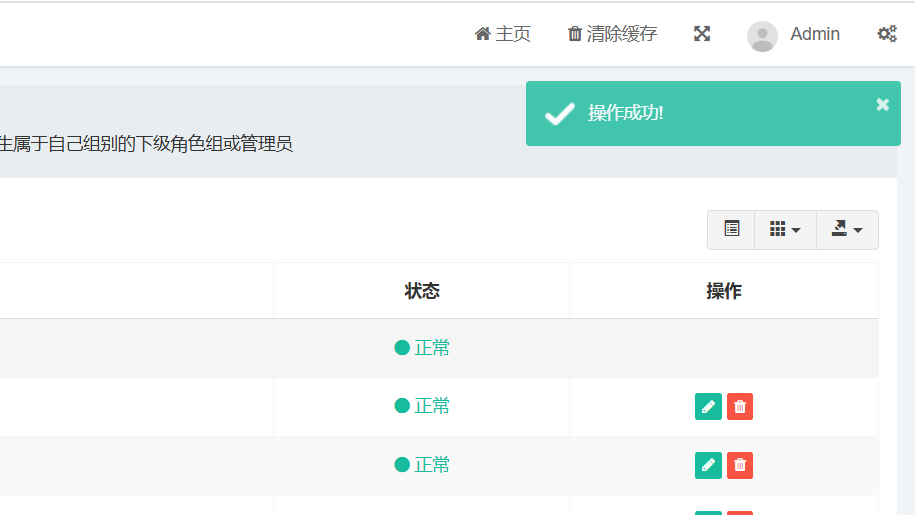 主页 清除缓存 Admin
操作成功!
生属于自己组别的下级角色组或管理员
状态 操作
正常
正常
正常